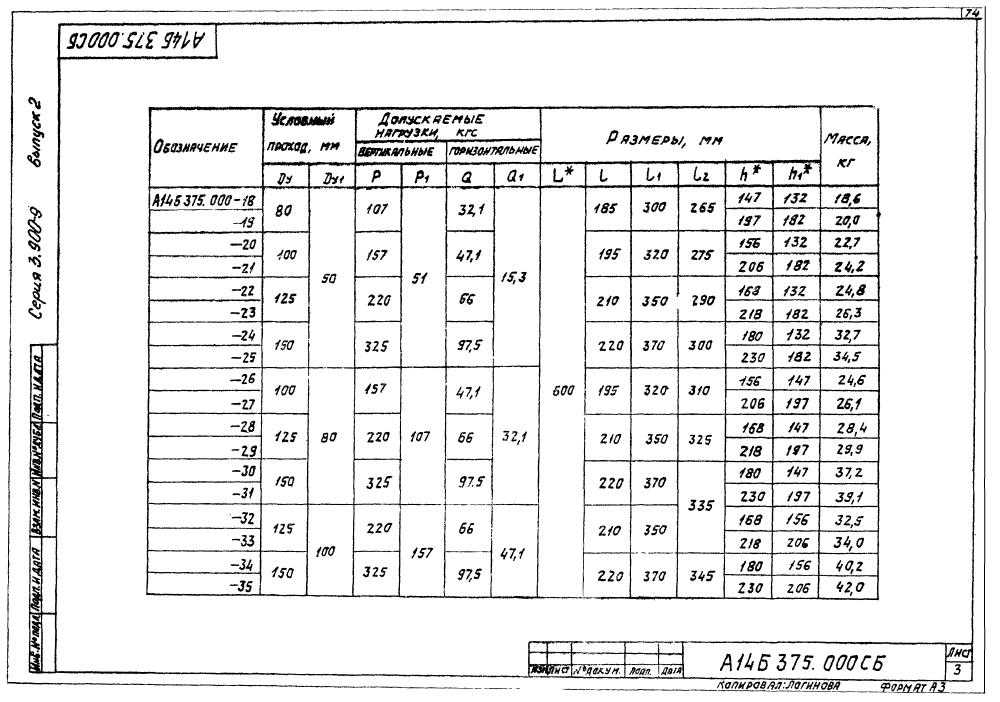 74
А14Б 375.000СБ
Серия 3.900-9 Выпуск 2
Обозначение Условный проход, мм Допускаемые нагрузки, кгс Размеры, мм Масса, кг
вертикальные горизонтальные
Dу Dу1 P P1 Q Q1 L* l l1 l2 h* h1*
А14Б 375.000-18 80 50 107 51 32,1 15,3 600 185 300 265 147 132 18,6
-19 197 182 20,0
-20 100 157 47,1 195 320 275 156 132 22,7
-21 206 182 24,2
-22 125 220 66 210 350 290 168 132 24,8
-23 218 182 26,3
-24 150 325 97,5 220 370 300 180 132 32,7
-25 230 182 34,5
-26 100 80 157 107 47,1 32,1 195 320 310 156 147 24,6
-27 206 197 26,1
-28 125 220 66 210 350 325 168 147 28,4
-29 218 197 29,9
-30 150 325 97.5 220 370 335 180 147 37,2
-31 230 197 39,1
-32 125 100 220 157 66 47,1 210 350 168 156 32,5
-33 218 206 34,0
-34 150 325 97,5 220 370 345 180 156 40,2
-35 230 206 42,0
Инв.№ подл. Подп. и дата Взам. инв. № Инв. № дубл. Подп. и дата
Изм Лист № докум. Подп. Дата
А14Б 375.000СБ
Лист
3
Копировал: Логинова Формат А3